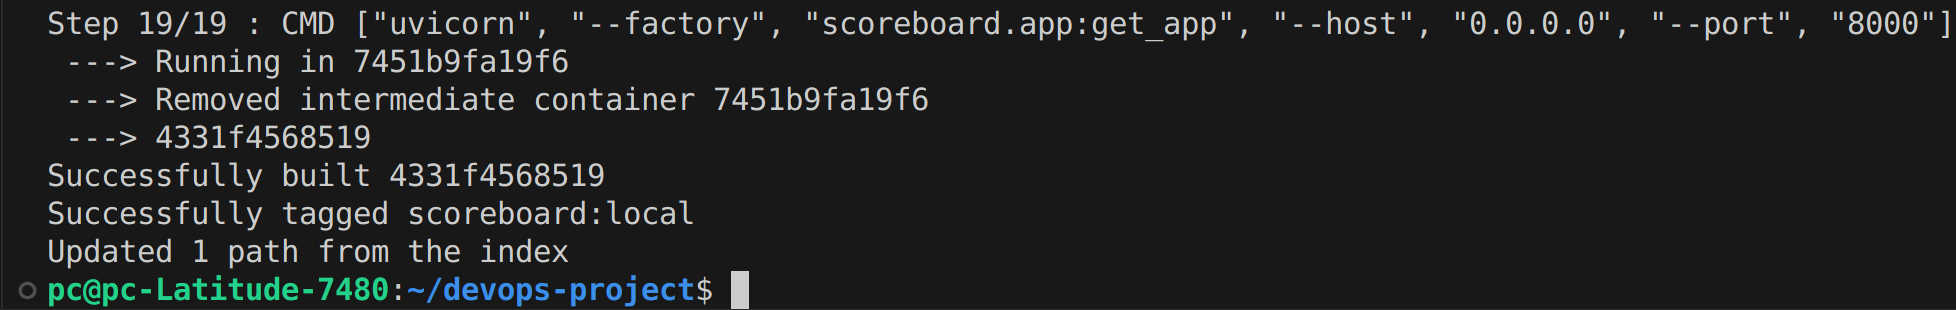 Step 19/19 : CMD ["uvicorn", "--factory", "scoreboard.app:get_app", "--host", "0.0.0.0", "--port", "8000"]
---> Running in 7451b9fa19f6
---> Removed intermediate container 7451b9fa19f6
---> 4331f4568519
Successfully built 4331f4568519
Successfully tagged scoreboard:local
Updated 1 path from the index
pc@pc-Latitude-7480:~/devops-project$